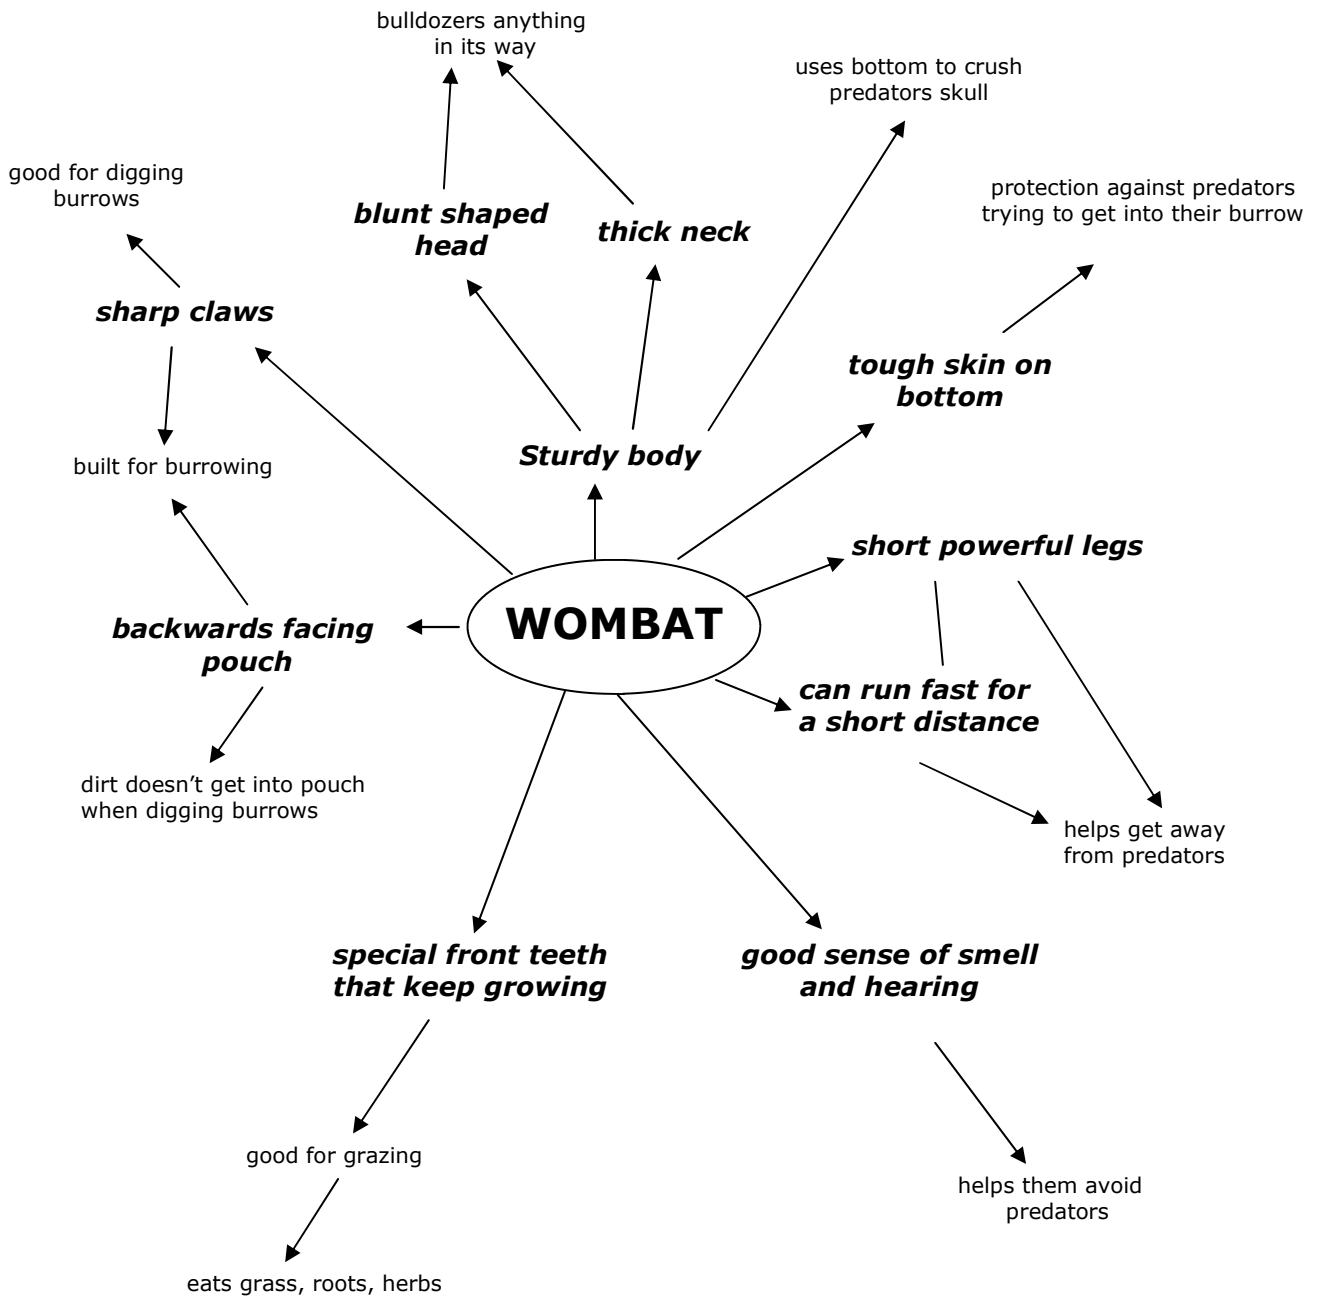 bulldozers anything
in its way
uses bottom to crush
predators skull
good for digging
burrows
protection against predators
trying to get into their burrow
blunt shaped
head
thick neck
sharp claws
tough skin on
bottom
Sturdy body
built for burrowing
short powerful legs
WOMBAT
backwards facing
pouch
can run fast for
a short distance
dirt doesn’t get into pouch
when digging burrows
helps get away
from predators
special front teeth
that keep growing
good sense of smell
and hearing
good for grazing
helps them avoid
predators
eats grass, roots, herbs